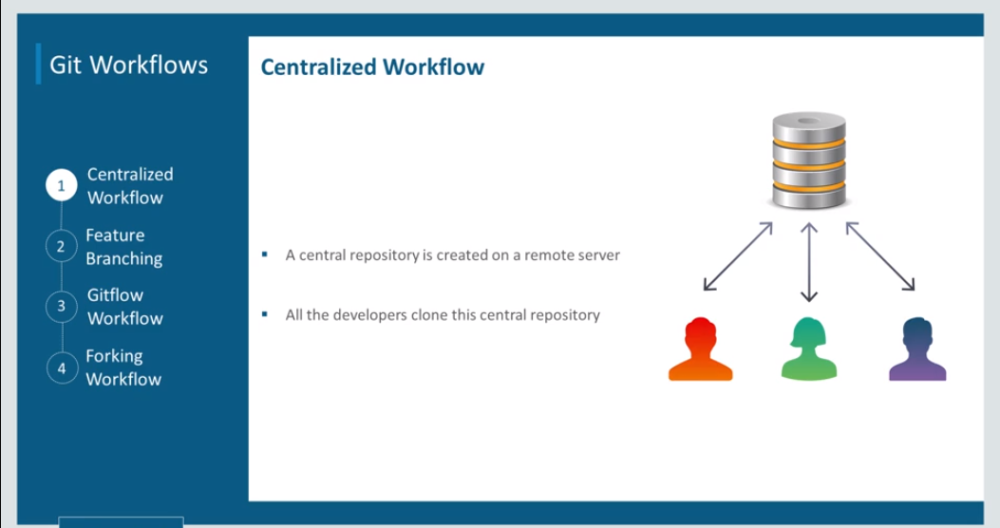 Git Workflows
1
Centralized
Workflow
2
Feature
Branching
3
Gitflow
Workflow
4
Forking
Workflow
Centralized Workflow
▪ A central repository is created on a remote server
▪ All the developers clone this central repository